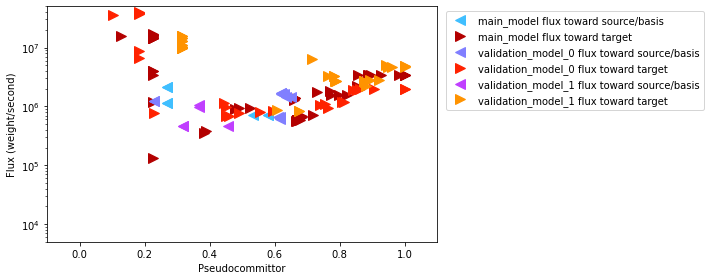 main_model flux toward source/basis
main_model flux toward target
validation_model_0 flux toward source/basis
validation_model_0 flux toward target
validation_model_1 flux toward source/basis
validation_model_1 flux toward target
Flux (weight/second)
10⁷
10⁶
10⁵
10⁴
0.0 0.2 0.4 0.6 0.8 1.0
Pseudocommittor